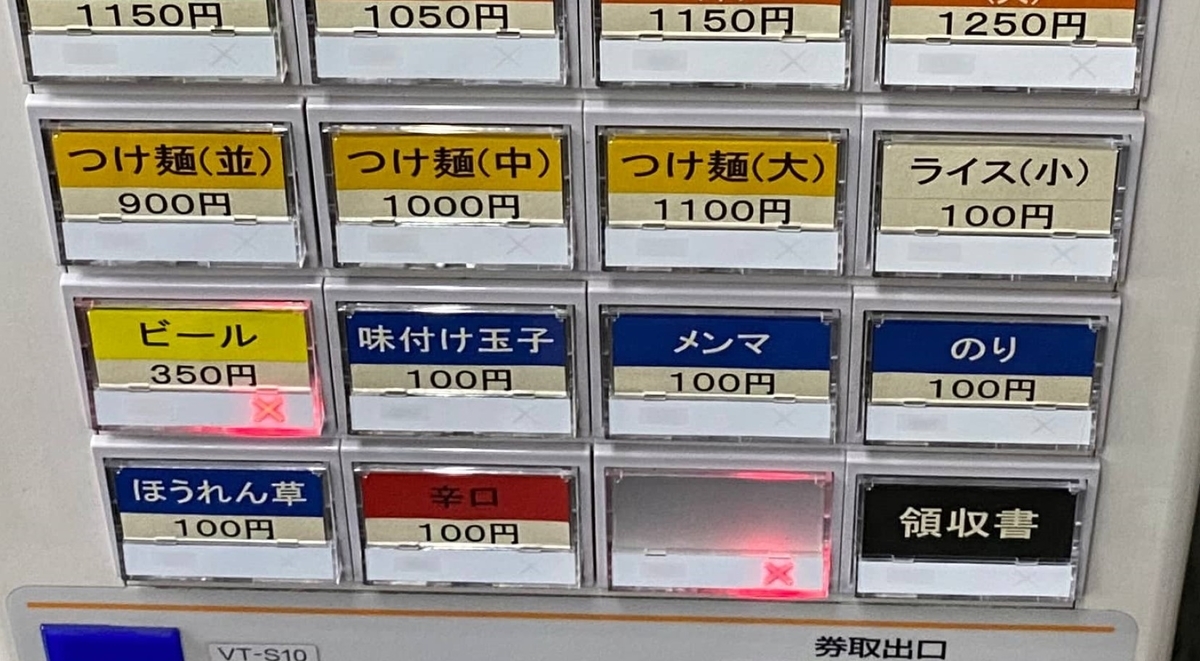 1150円
1050円
1150円
1250円
つけ麺(並)
900円
つけ麺(中)
1000円
つけ麺(大)
1100円
ライス(小)
100円
ビール
350円
味付け玉子
100円
メンマ
100円
のり
100円
ほうれん草
100円
辛口
100円
領収書
VT-S10
券取出口